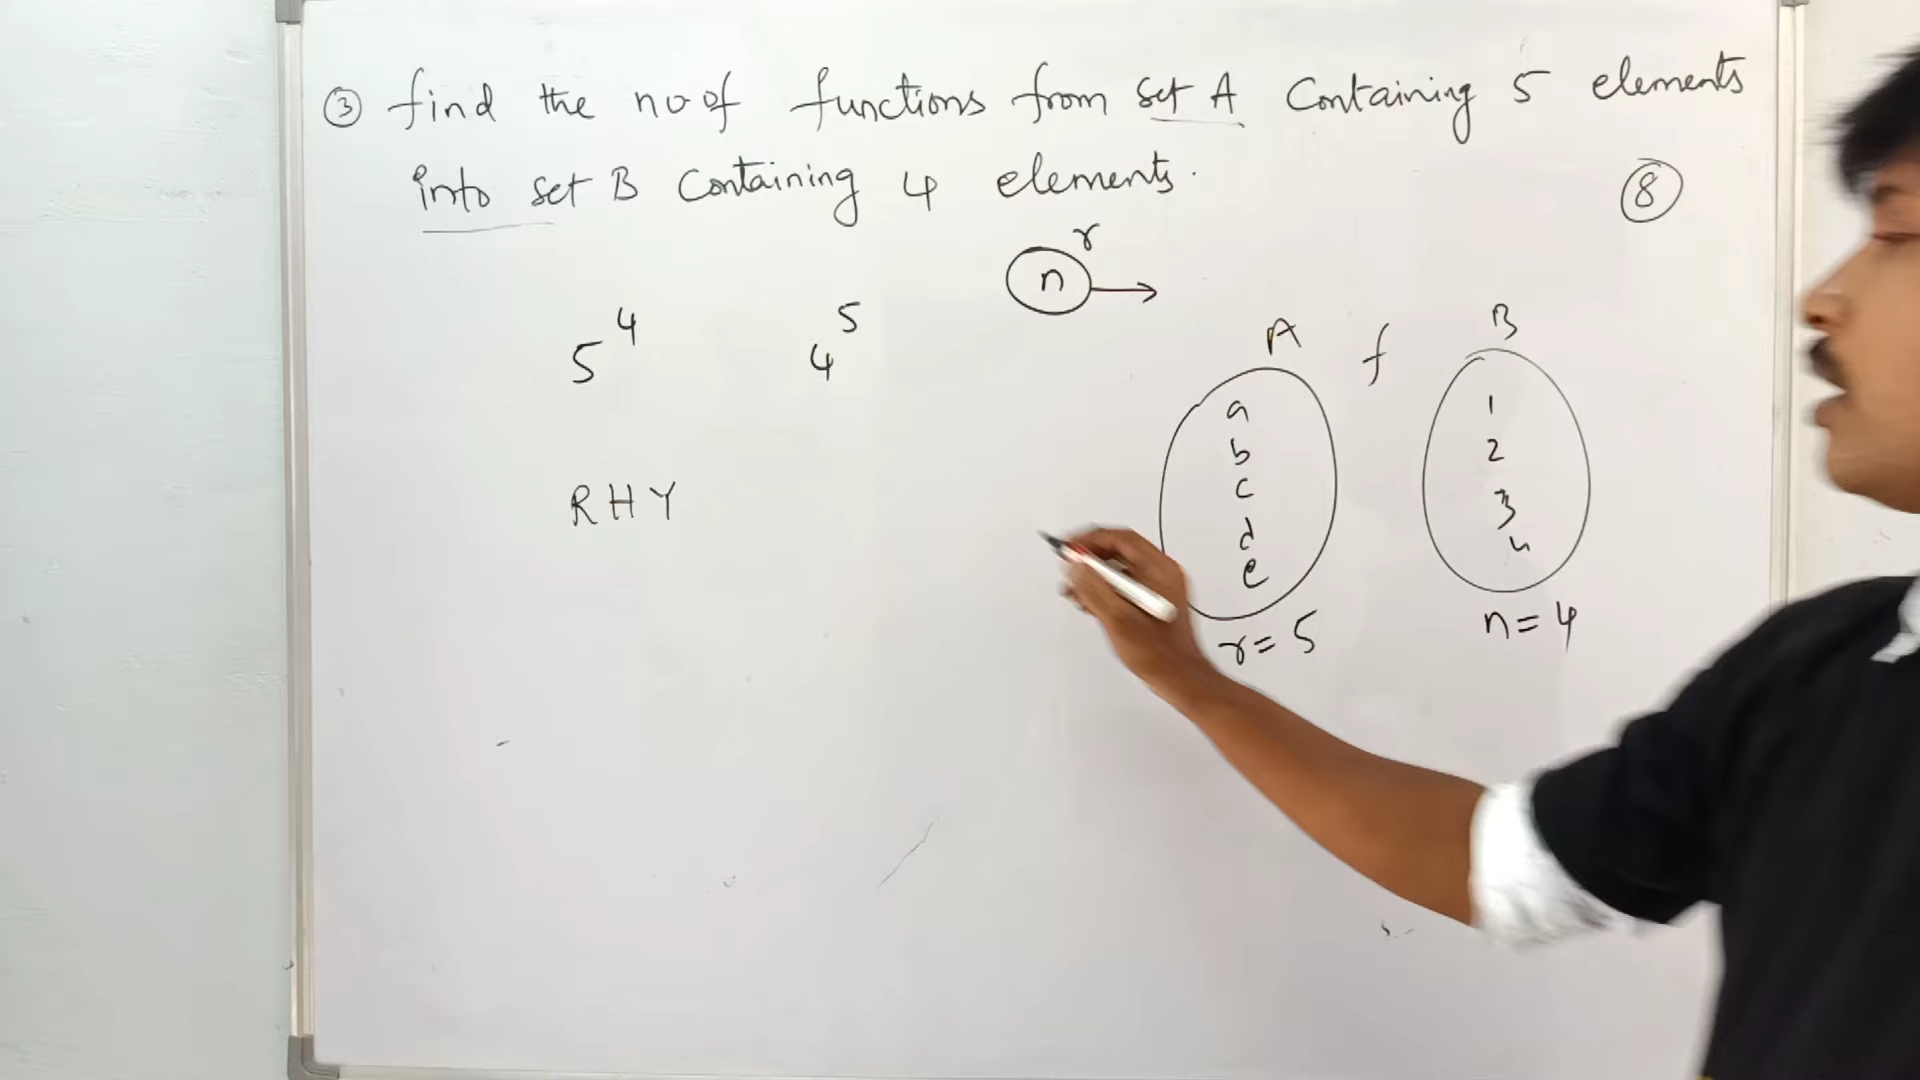 ③ find the no of functions from set A Containing 5 elements
into set B Containing 4 elements.
⑧
n^r →
5^4 4^5
A f B
a 1
b 2
c 3
d 4
e
RHY
r = 5 n = 4